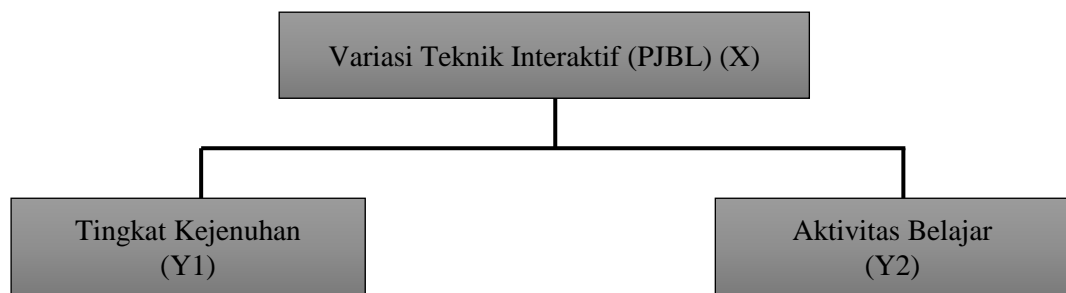 Variasi Teknik Interaktif (PJBL) (X)
Tingkat Kejenuhan
(Y1)
Aktivitas Belajar
(Y2)